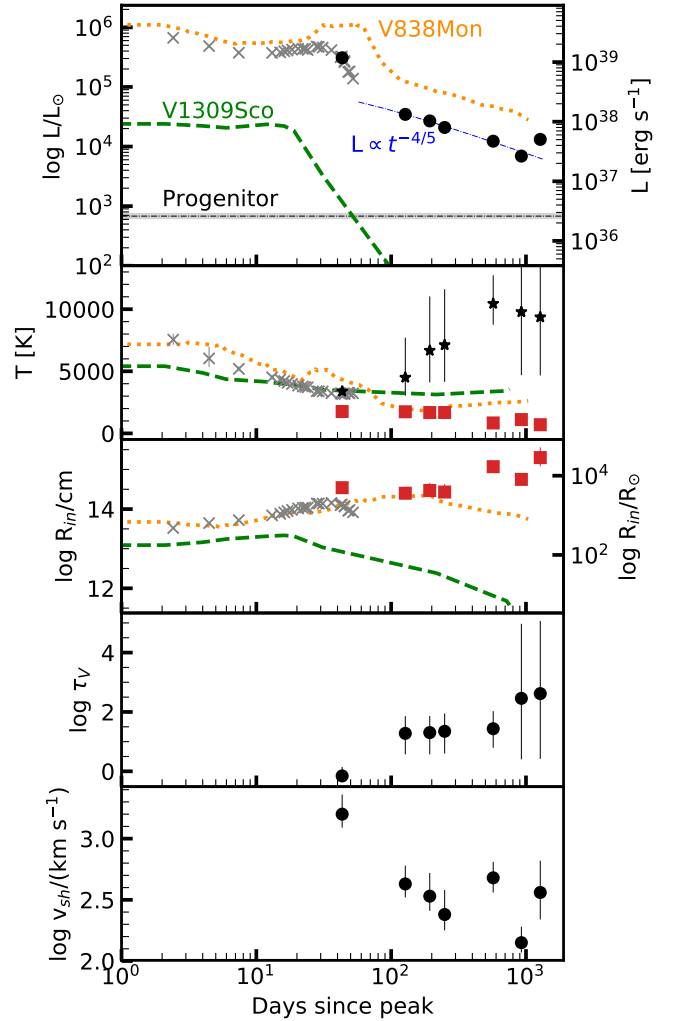 10⁶
10⁵
10⁴
10³
10²
log L/L☉
V838Mon
V1309Sco
L ∝ t⁻⁴ᐟ⁵
Progenitor
10³⁹
10³⁸
10³⁷
10³⁶
L [erg s⁻¹]
10000
5000
0
T [K]
14
12
log R_in/cm
10⁴
10²
log R_in/R☉
4
2
0
log τ_V
3.0
2.5
2.0
log v_sh/(km s⁻¹)
10⁰
10¹
10²
10³
Days since peak